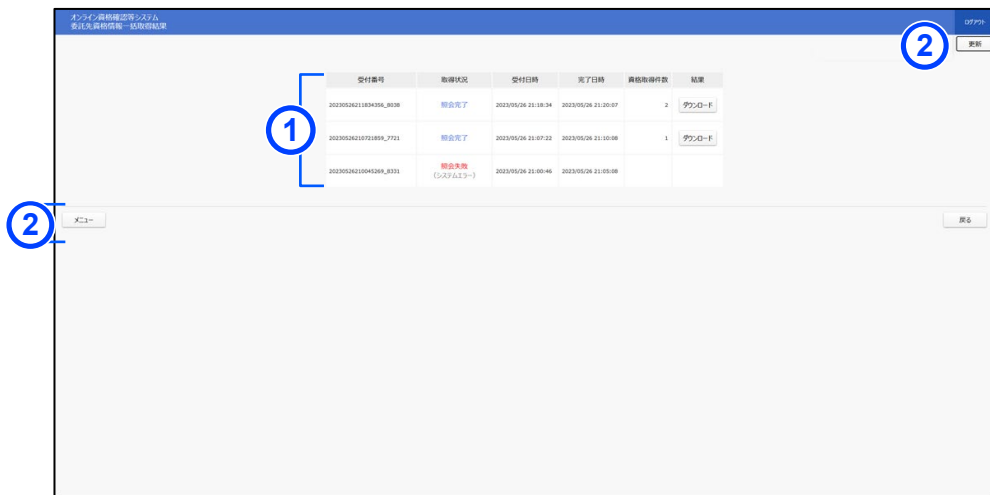 オンライン資格確認等システム
委託先資格情報一括取得結果
ログアウト
② 更新
受付番号 取得状況 受付日時 完了日時 資格取得件数 結果
20230526211834356_8038 照会完了 2023/05/26 21:18:34 2023/05/26 21:20:07 2 ダウンロード
①
20230526210721859_7721 照会完了 2023/05/26 21:07:22 2023/05/26 21:10:08 1 ダウンロード
20230526210045269_8331 照会失敗 2023/05/26 21:00:46 2023/05/26 21:05:08
(システムエラー)
② メニュー 戻る